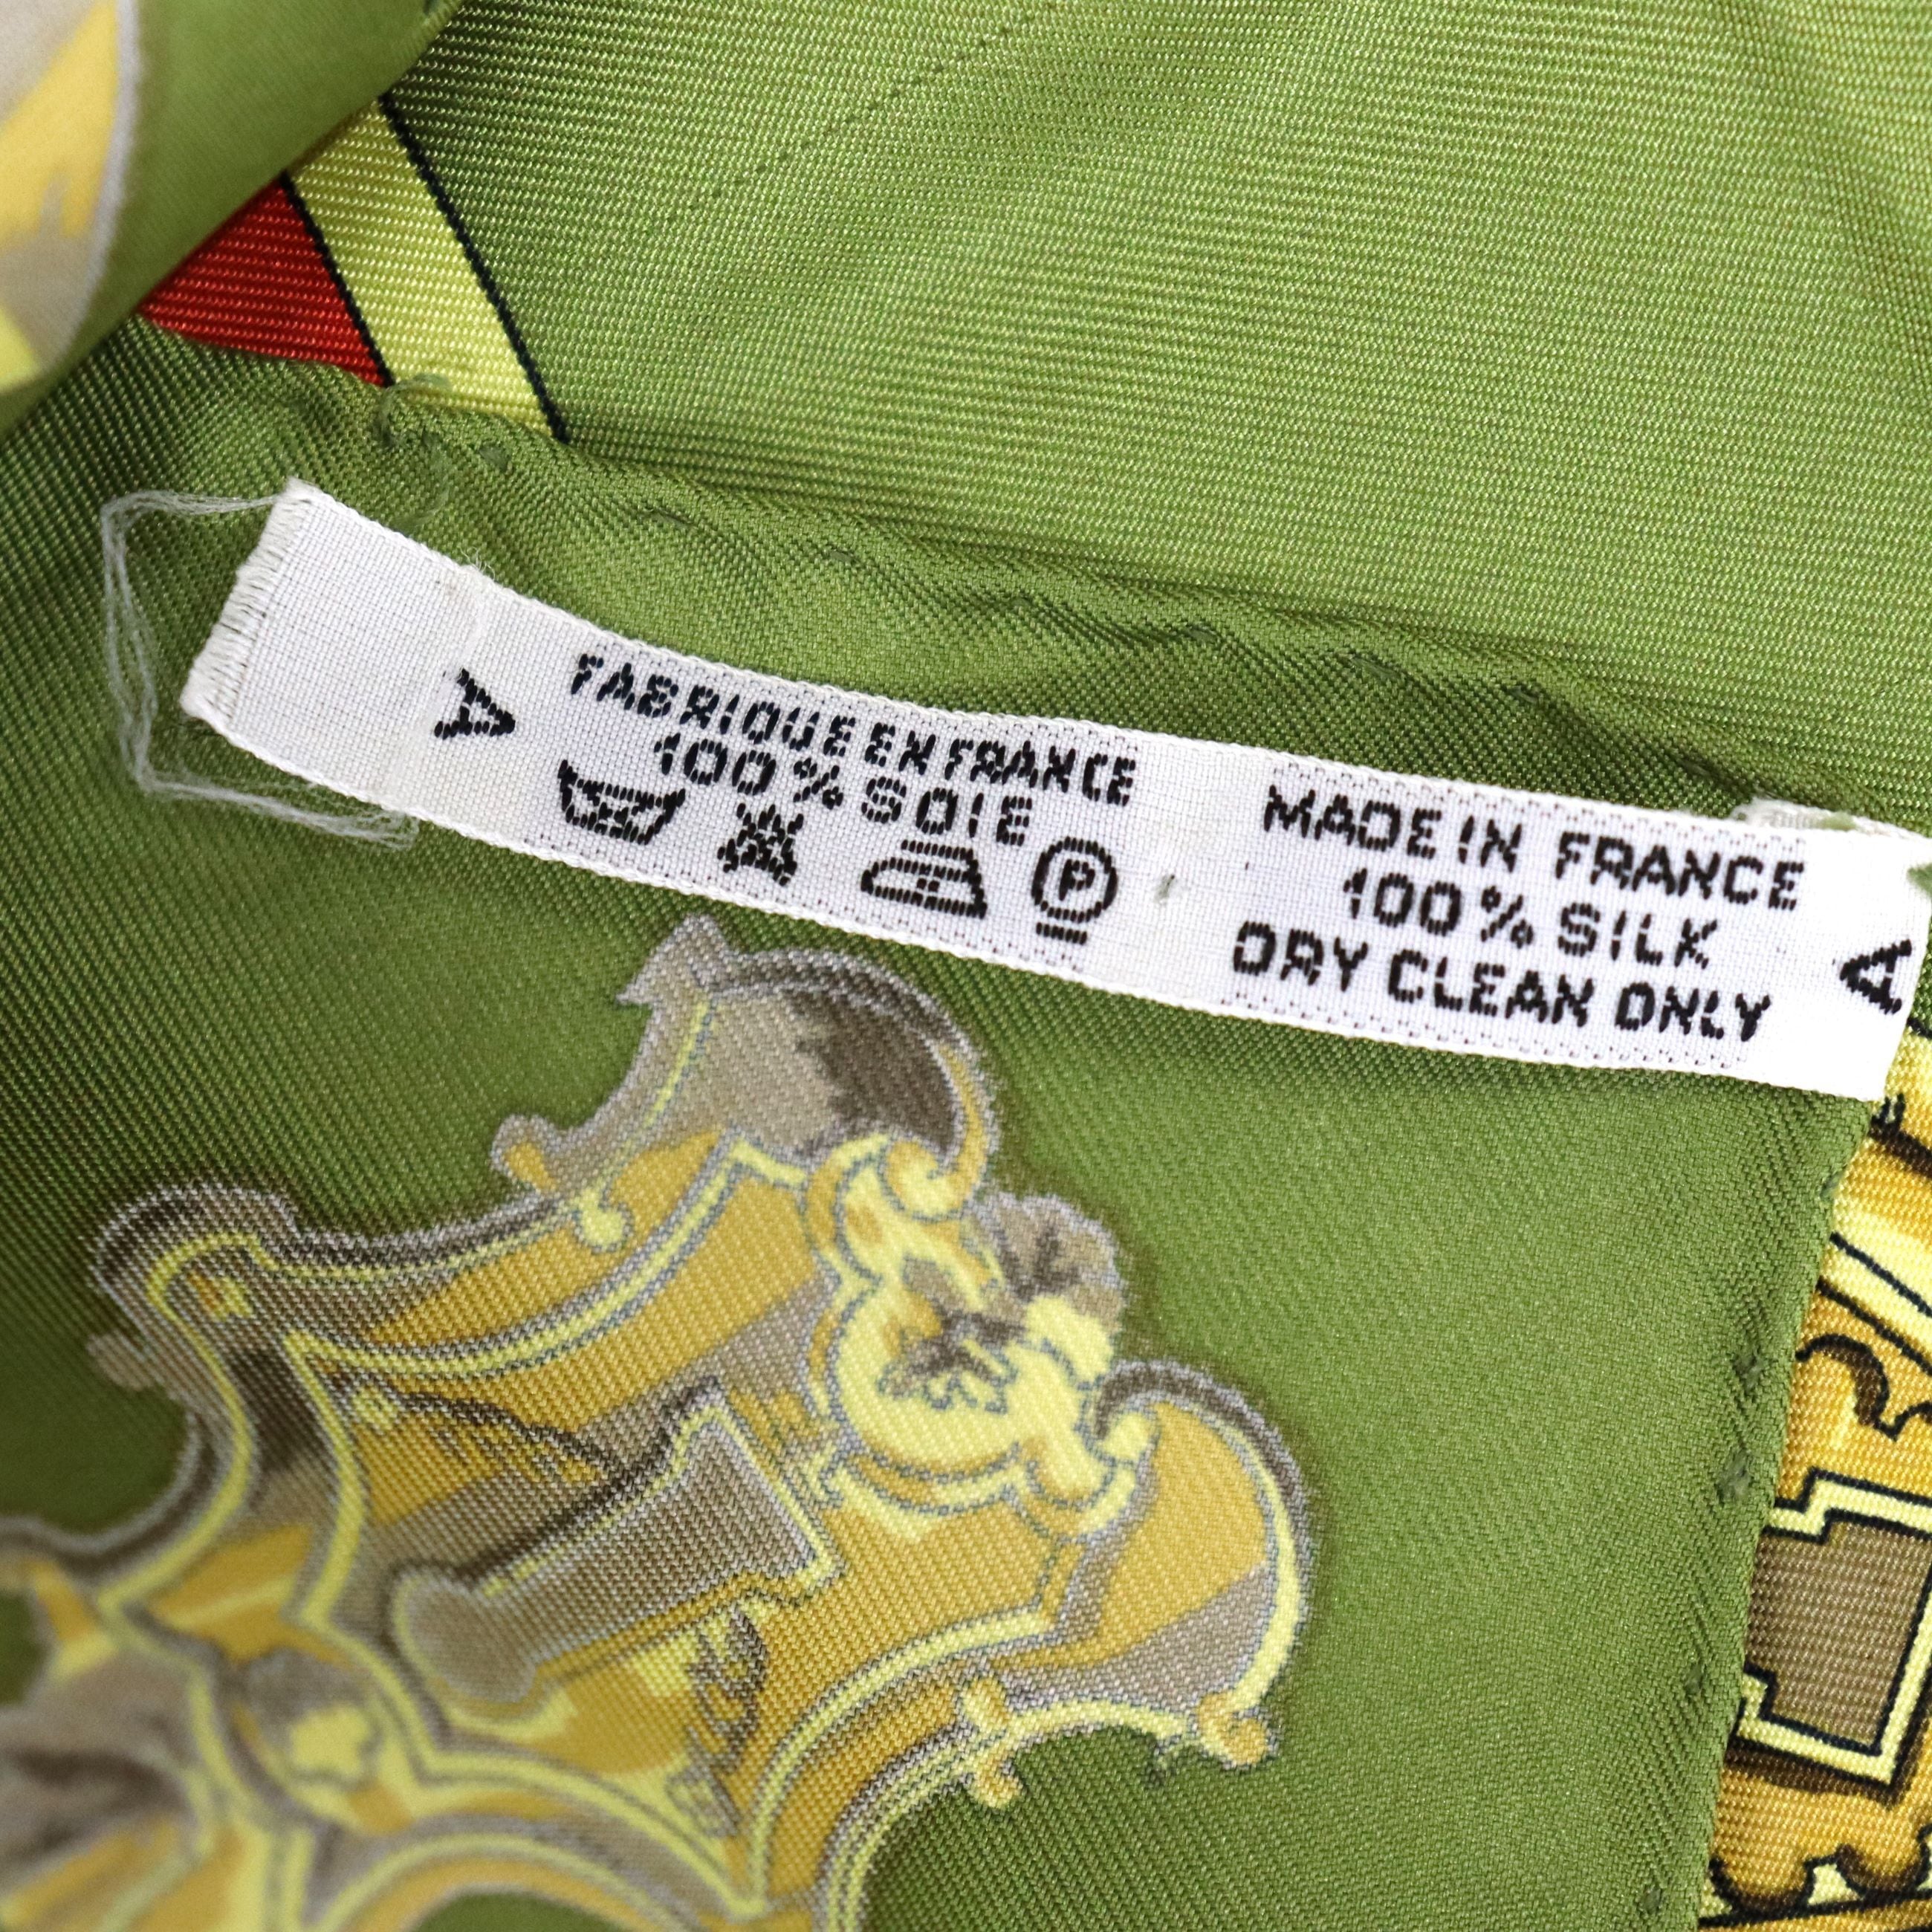 A
FABRIQUE EN FRANCE
100% SOIE
P
MADE IN FRANCE
100% SILK
DRY CLEAN ONLY
A